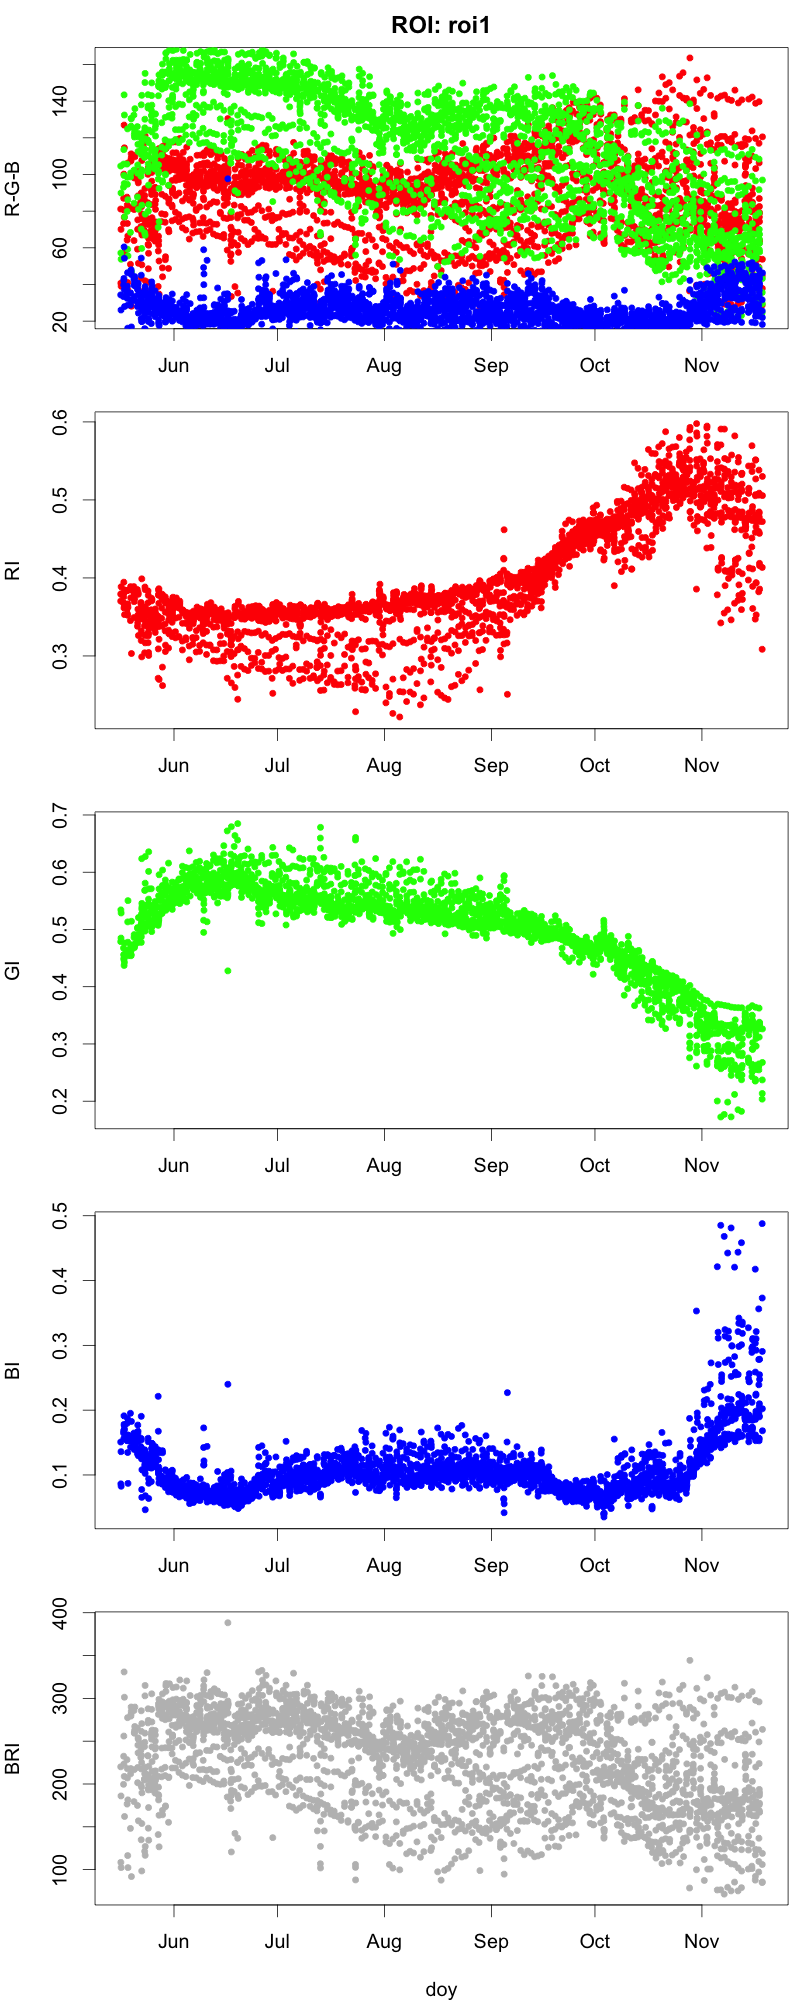 ROI: roi1
R-G-B
140
100
60
20
Jun Jul Aug Sep Oct Nov
RI
0.6
0.5
0.4
0.3
Jun Jul Aug Sep Oct Nov
GI
0.7
0.6
0.5
0.4
0.3
0.2
Jun Jul Aug Sep Oct Nov
BI
0.5
0.4
0.3
0.2
0.1
Jun Jul Aug Sep Oct Nov
BRI
400
300
200
100
Jun Jul Aug Sep Oct Nov
doy